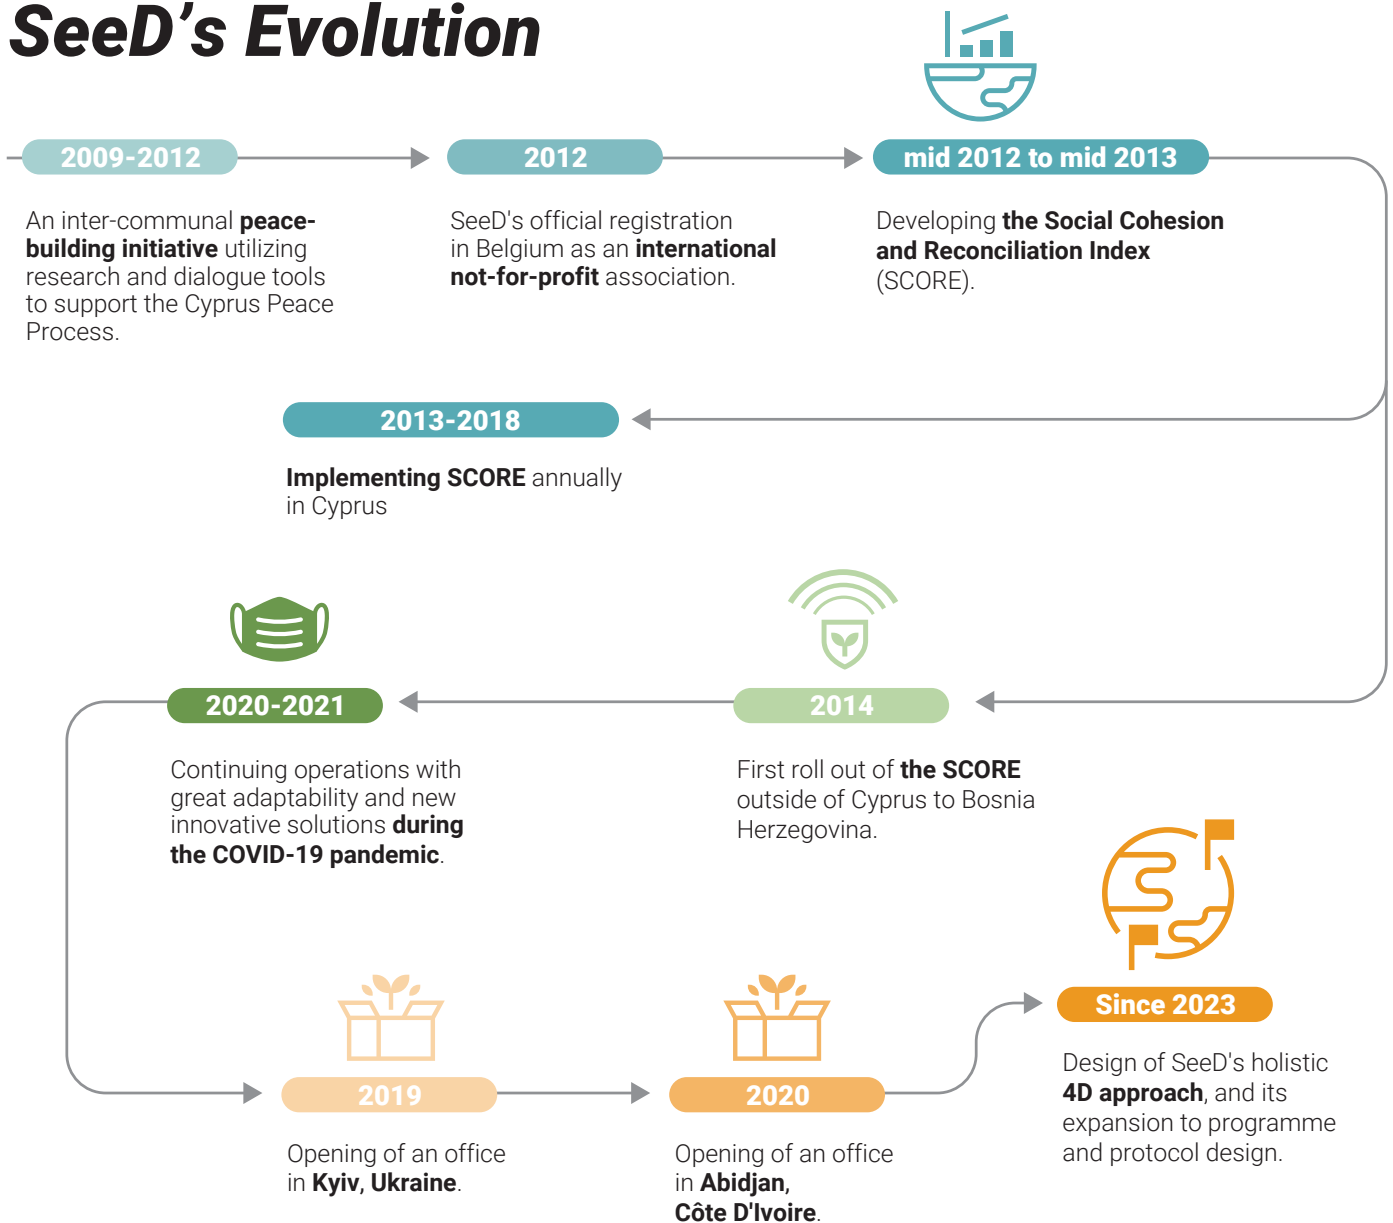 SeeD's Evolution
2009-2012
An inter-communal peace-
building initiative utilizing
research and dialogue tools
to support the Cyprus Peace
Process.
2012
SeeD's official registration
in Belgium as an international
not-for-profit association.
mid 2012 to mid 2013
Developing the Social Cohesion
and Reconciliation Index
(SCORE).
2013-2018
Implementing SCORE annually
in Cyprus
2014
First roll out of the SCORE
outside of Cyprus to Bosnia
Herzegovina.
2020-2021
Continuing operations with
great adaptability and new
innovative solutions during
the COVID-19 pandemic.
2019
Opening of an office
in Kyiv, Ukraine.
2020
Opening of an office
in Abidjan,
Côte D'Ivoire.
Since 2023
Design of SeeD's holistic
4D approach, and its
expansion to programme
and protocol design.